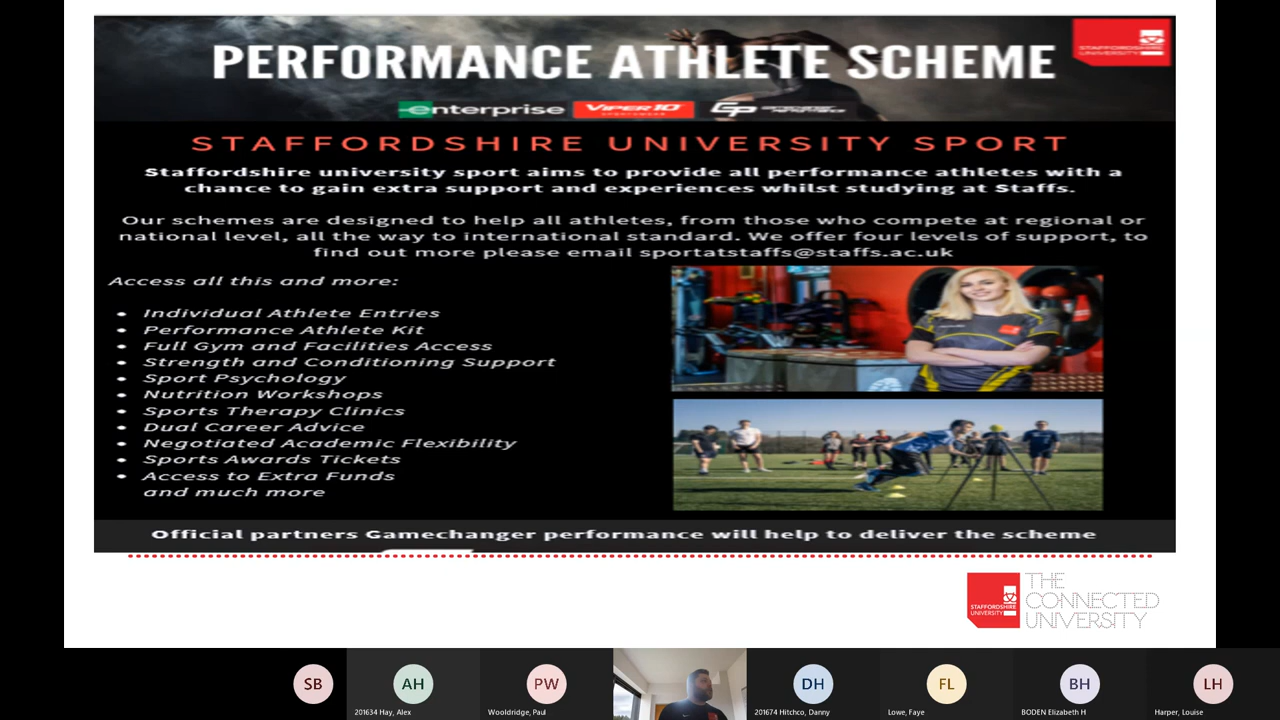 PERFORMANCE ATHLETE SCHEME
STAFFORDSHIRE
UNIVERSITY
enterprise
VIPER 10
SPORTSWEAR
GP
STAFFORDSHIRE UNIVERSITY SPORT
Staffordshire university sport aims to provide all performance athletes with a
chance to gain extra support and experiences whilst studying at Staffs.
Our schemes are designed to help all athletes, from those who compete at regional or
national level, all the way to international standard. We offer four levels of support, to
find out more please email sportatstaffs@staffs.ac.uk
Access all this and more:
• Individual Athlete Entries
• Performance Athlete Kit
• Full Gym and Facilities Access
• Strength and Conditioning Support
• Sport Psychology
• Nutrition Workshops
• Sports Therapy Clinics
• Dual Career Advice
• Negotiated Academic Flexibility
• Sports Awards Tickets
• Access to Extra Funds
and much more
Official partners Gamechanger performance will help to deliver the scheme
STAFFORDSHIRE
UNIVERSITY
THE
CONNECTED
UNIVERSITY
SB
AH
PW
DH
FL
BH
LH
201634 Hay, Alex
Wooldridge, Paul
201674 Hitchco, Danny
Lowe, Faye
BODEN Elizabeth H
Harper, Louise